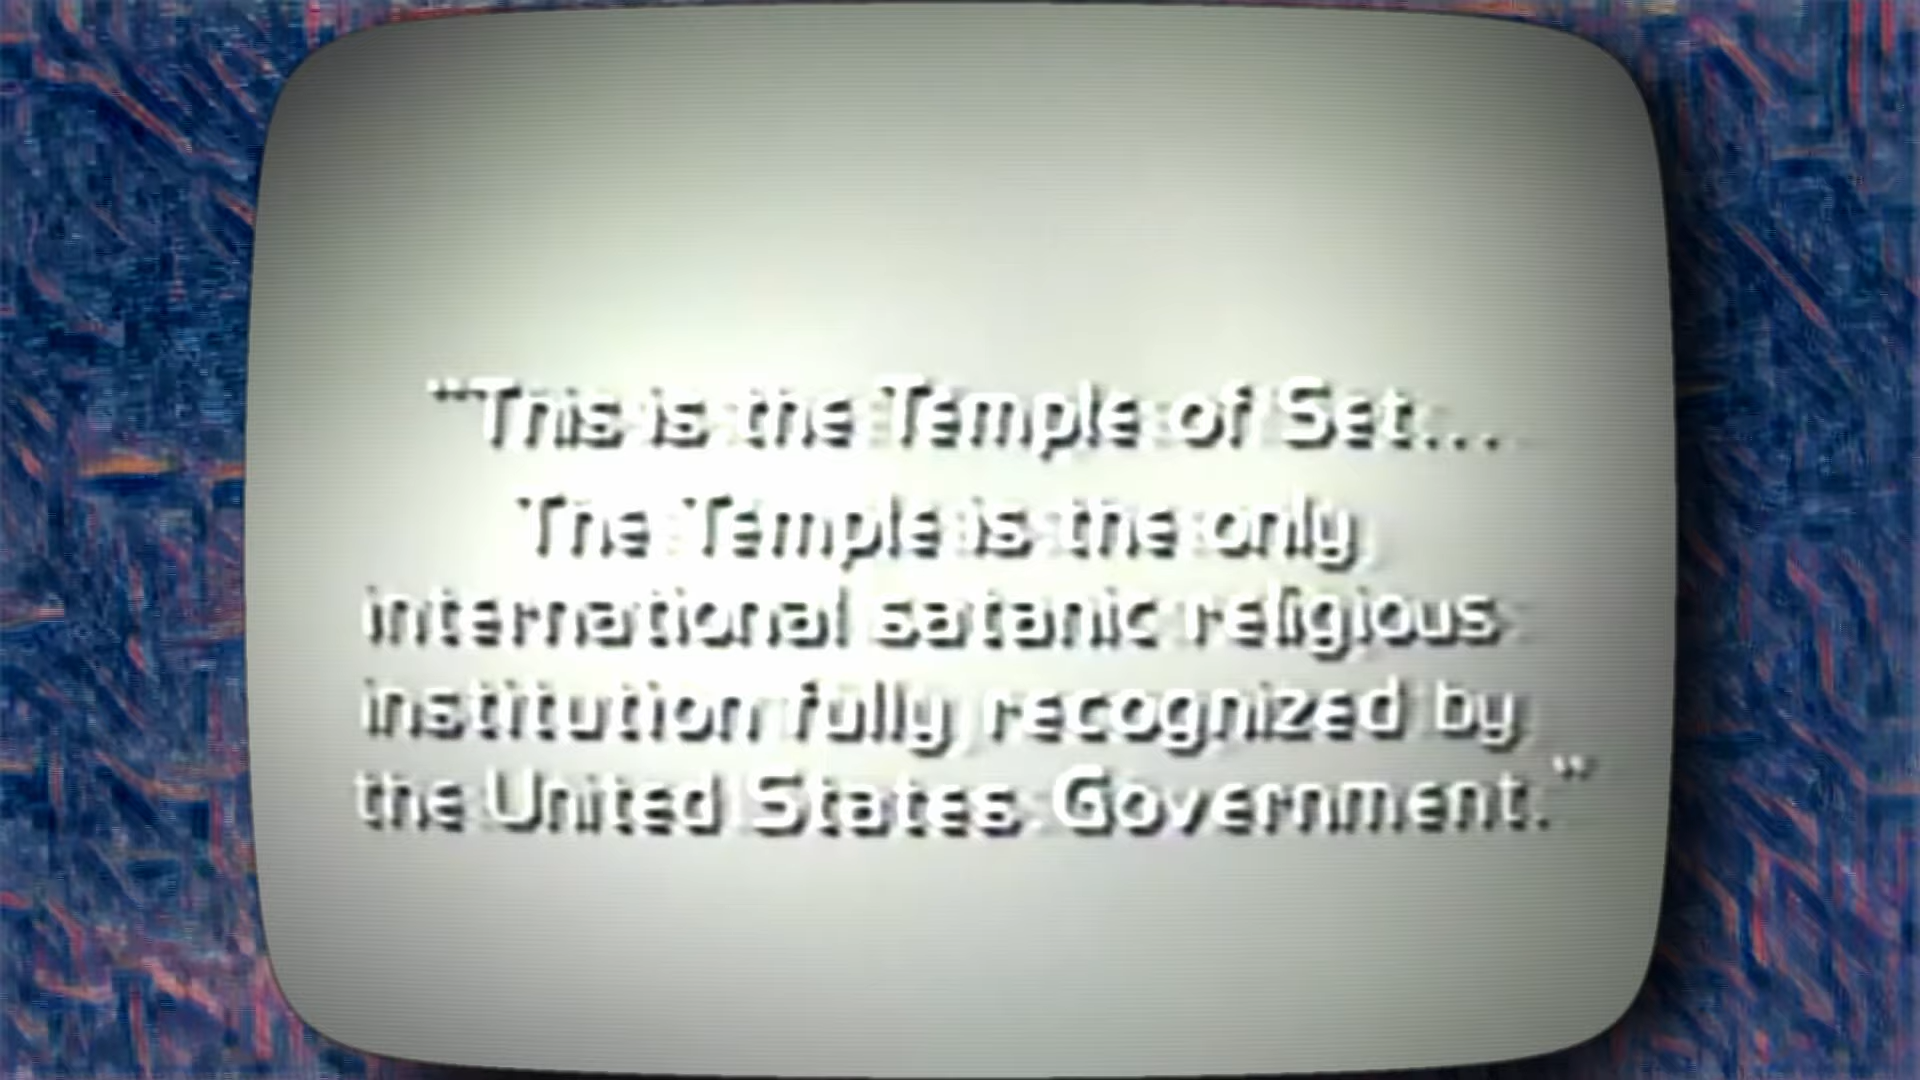 "This is the Temple of Set...
The Temple is the only
international satanic religious
institution fully recognized by
the United States Government."